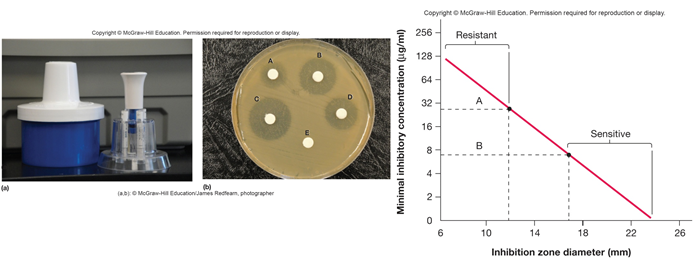 Copyright © McGraw-Hill Education. Permission required for reproduction or display.
A
B
C
D
E
(a)
(b)
(a,b): © McGraw-Hill Education/James Redfearn, photographer
Copyright © McGraw-Hill Education. Permission required for reproduction or display.
Minimal inhibitory concentration (μg/ml)
256
128
64
32
16
8
4
2
0
Resistant
A
B
Sensitive
6
10
14
18
22
26
Inhibition zone diameter (mm)